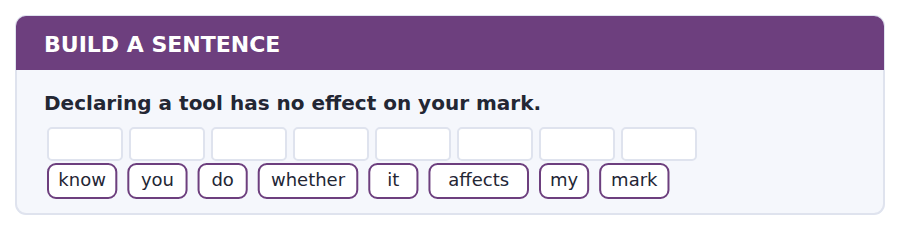 BUILD A SENTENCE
Declaring a tool has no effect on your mark.
know you do whether it affects my mark